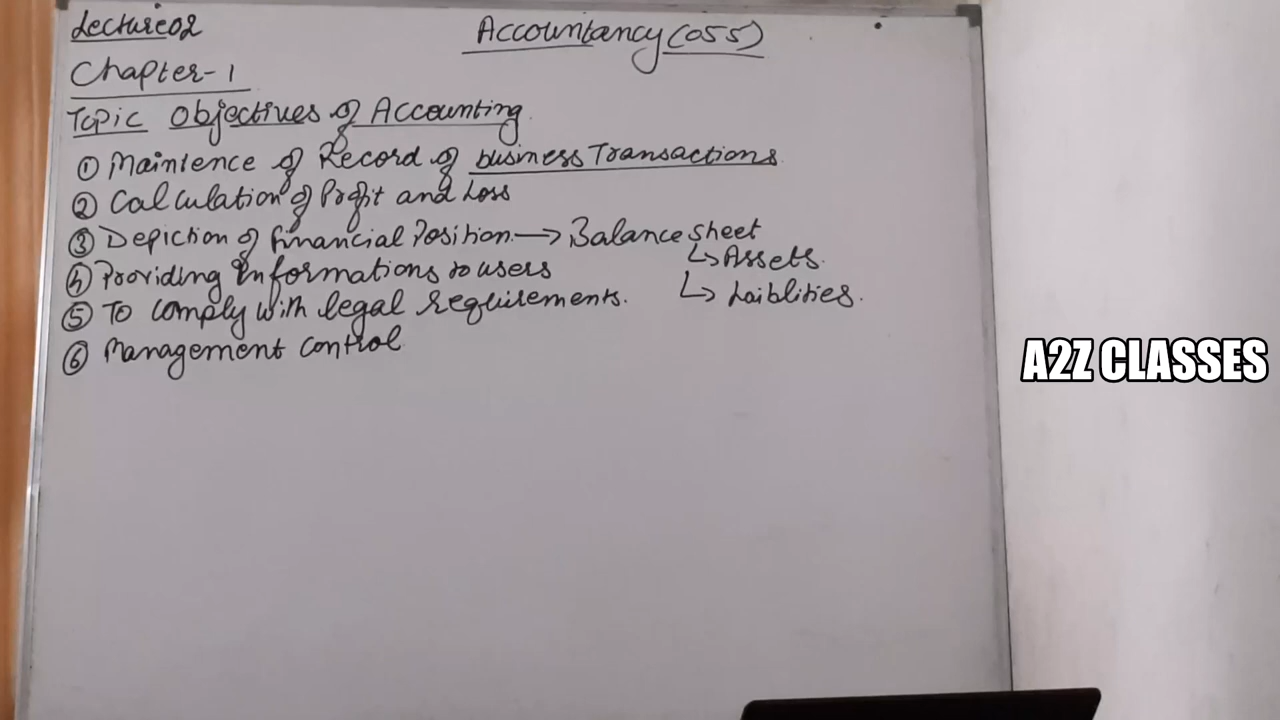 Lecture 02
Accountancy (055)
Chapter-1
Topic Objectives of Accounting
① Maintence of Record of business Transactions.
② Calculation of Profit and Loss
③ Depiction of financial Position. → Balance sheet
↳ Assets.
④ Providing Informations to users
↳ Laiblities.
⑤ To comply with legal requirements.
⑥ Management control
A2Z CLASSES